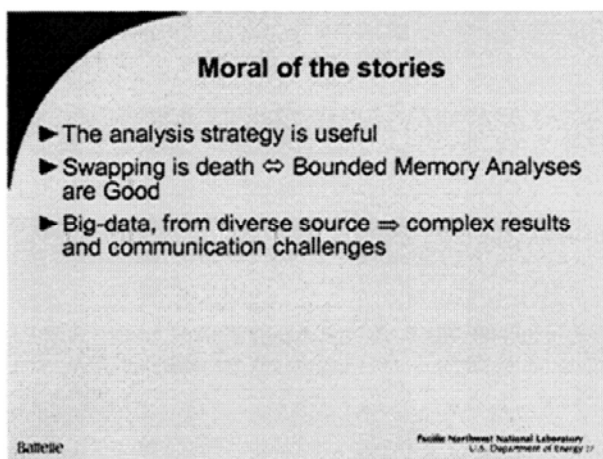 Moral of the stories
▶ The analysis strategy is useful
▶ Swapping is death ⇔ Bounded Memory Analyses
are Good
▶ Big-data, from diverse source ⇒ complex results
and communication challenges
Battelle
Pacific Northwest National Laboratory
U.S. Department of Energy